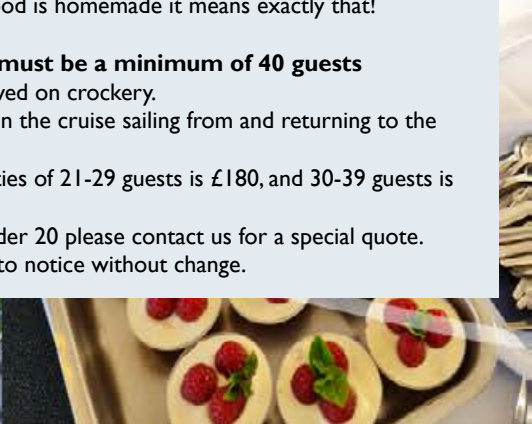 od is homemade it means exactly that!
must be a minimum of 40 guests
ved on crockery.
n the cruise sailing from and returning to the
ties of 21-29 guests is £180, and 30-39 guests is
der 20 please contact us for a special quote.
to notice without change.